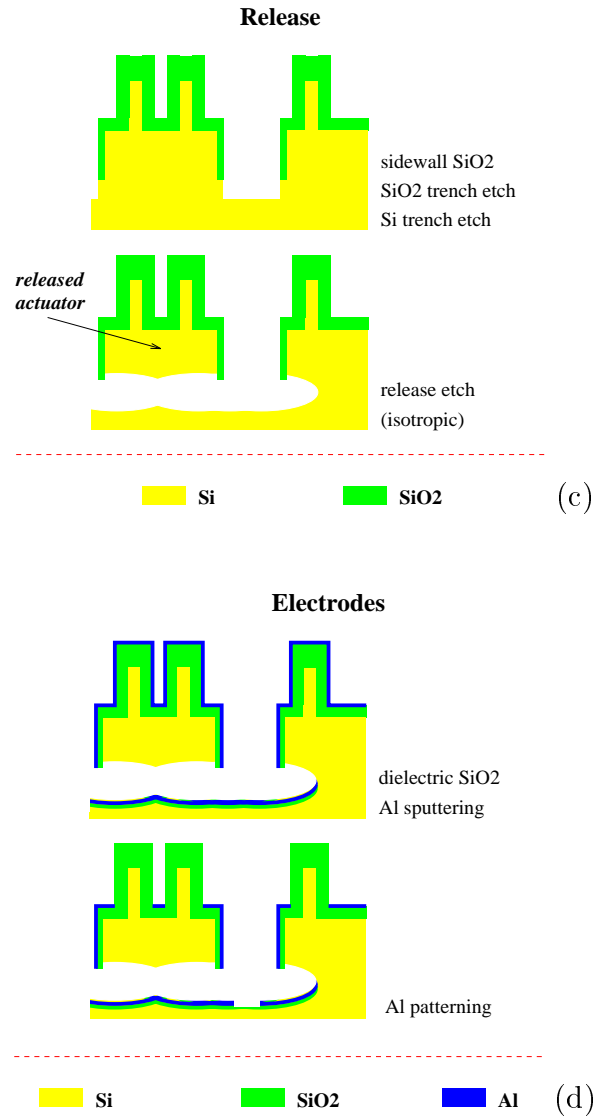 Release
sidewall SiO2
SiO2 trench etch
Si trench etch
released
actuator
release etch
(isotropic)
Si
SiO2
(c)
Electrodes
dielectric SiO2
Al sputtering
Al patterning
Si
SiO2
Al
(d)